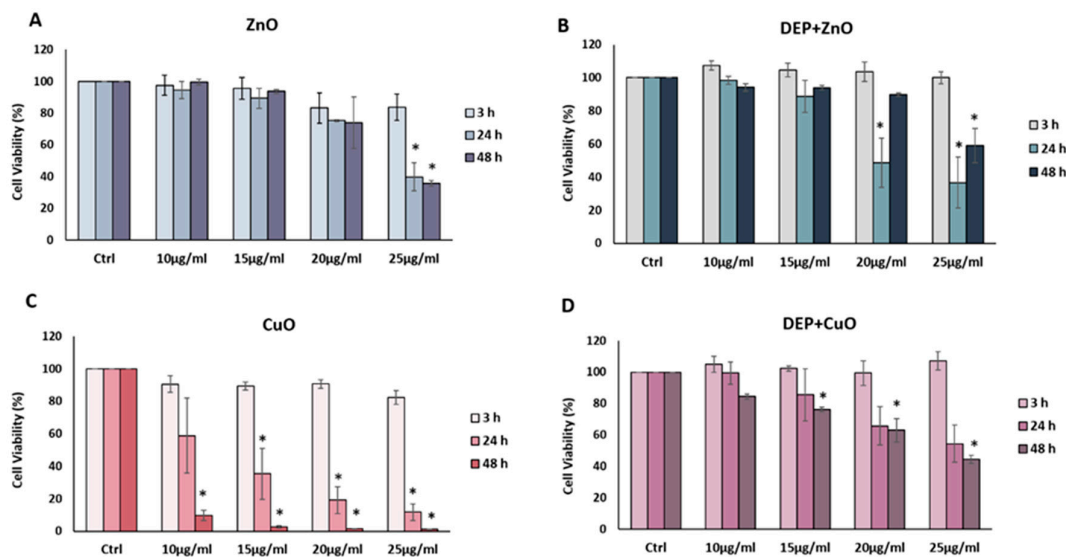 A
ZnO
120
100
80
60
40
20
0
Cell Viability (%)
* *
3 h
24 h
48 h
Ctrl 10µg/ml 15µg/ml 20µg/ml 25µg/ml
B
DEP+ZnO
120
100
80
60
40
20
0
Cell Viability (%)
* * *
3 h
24 h
48 h
Ctrl 10µg/ml 15µg/ml 20µg/ml 25µg/ml
C
CuO
120
100
80
60
40
20
0
Cell Viability (%)
* * * * * * *
3 h
24 h
48 h
Ctrl 10µg/ml 15µg/ml 20µg/ml 25µg/ml
D
DEP+CuO
120
100
80
60
40
20
0
Cell Viability (%)
* * *
3 h
24 h
48 h
Ctrl 10µg/ml 15µg/ml 20µg/ml 25µg/ml